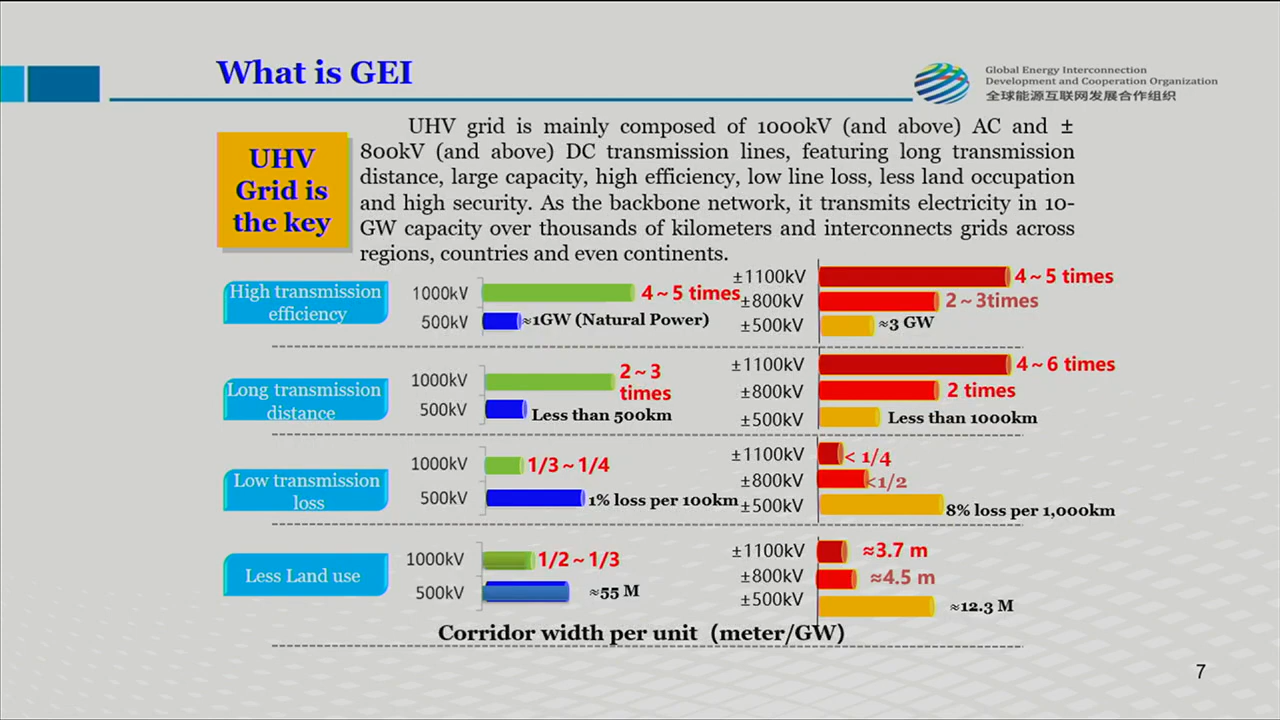 What is GEI
Global Energy Interconnection
Development and Cooperation Organization
全球能源互联网发展合作组织
UHV
Grid is
the key
UHV grid is mainly composed of 1000kV (and above) AC and ±
800kV (and above) DC transmission lines, featuring long transmission
distance, large capacity, high efficiency, low line loss, less land occupation
and high security. As the backbone network, it transmits electricity in 10-
GW capacity over thousands of kilometers and interconnects grids across
regions, countries and even continents.
High transmission
efficiency
1000kV
4~5 times
500kV
≈1GW (Natural Power)
±1100kV
4~5 times
±800kV
2~3times
±500kV
≈3 GW
Long transmission
distance
1000kV
2~3
times
500kV
Less than 500km
±1100kV
4~6 times
±800kV
2 times
±500kV
Less than 1000km
Low transmission
loss
1000kV
1/3~1/4
500kV
1% loss per 100km
±1100kV
< 1/4
±800kV
<1/2
±500kV
8% loss per 1,000km
Less Land use
1000kV
1/2~1/3
500kV
≈55 M
±1100kV
≈3.7 m
±800kV
≈4.5 m
±500kV
≈12.3 M
Corridor width per unit (meter/GW)
7